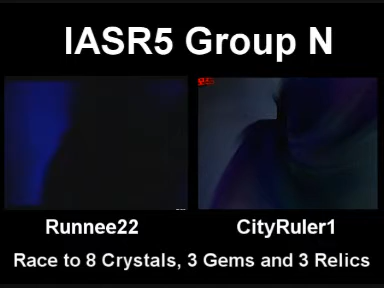 IASR5 Group N
Runnee22
CityRuler1
Race to 8 Crystals, 3 Gems and 3 Relics